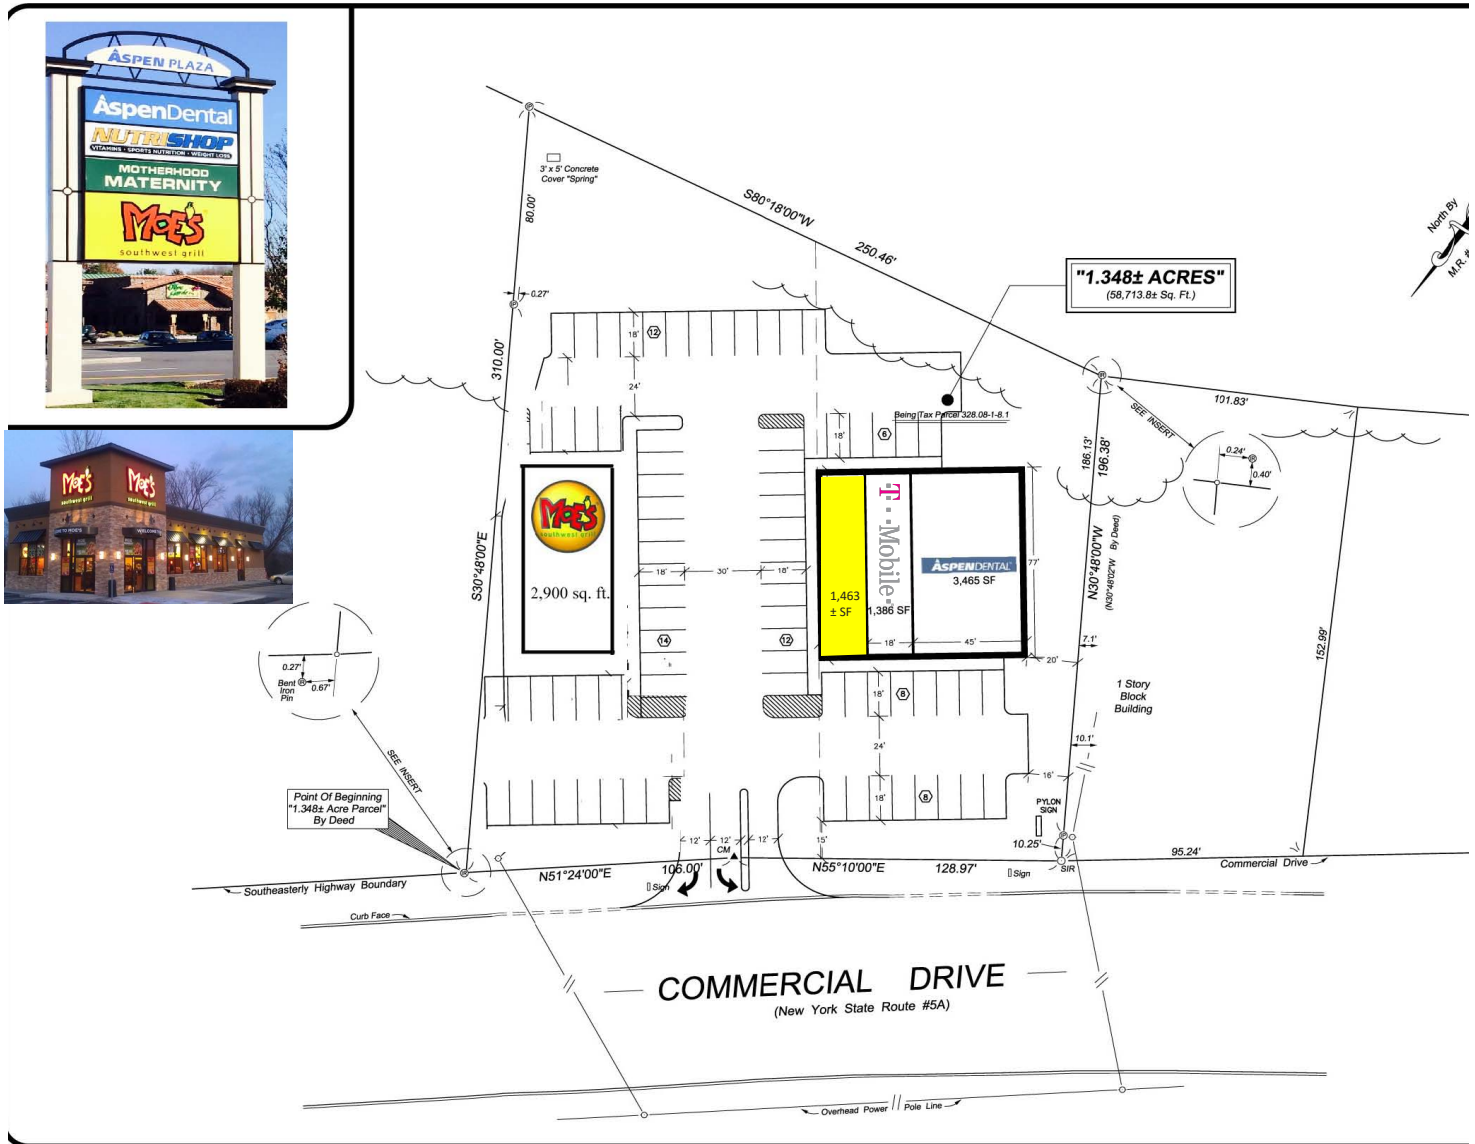 ASPEN PLAZA
AspenDental
NUTRISHOP
VITAMINS • SPORTS NUTRITION • WEIGHT LOSS
MOTHERHOOD
MATERNITY
MOE'S
southwest grill
MOE'S
southwest grill
MOE'S
southwest grill
3' x 5' Concrete
Cover "Spring"
80.00'
0.27'
310.00'
S30°48'00"E
S80°18'00"W
250.46'
"1.348± ACRES"
(58,713.8± Sq. Ft.)
North By
M.R. #
18'
12
24'
Being Tax Parcel 328.08-1-8.1
18'
6
SEE INSERT
101.83'
0.24'
0.40'
186.13'
196.38'
N30°48'00"W
(N30°48'02"W By Deed)
MOE'S
southwest grill
2,900 sq. ft.
18'
30'
18'
14
12
1,463
± SF
T-Mobile
1,386 SF
ASPENDENTAL
3,465 SF
18'
45'
77'
7.1'
20'
152.99'
1 Story
Block
Building
10.1'
16'
0.27'
Bent
Iron
Pin
0.67'
SEE INSERT
Point Of Beginning
"1.348± Acre Parcel"
By Deed
18'
8
24'
18'
8
PYLON
SIGN
10.25'
12'
12'
12'
15'
CM
N51°24'00"E
106.00'
N55°10'00"E
128.97'
SIR
95.24'
Commercial Drive
Southeasterly Highway Boundary
Sign
Sign
Curb Face
COMMERCIAL DRIVE
(New York State Route #5A)
Overhead Power Pole Line